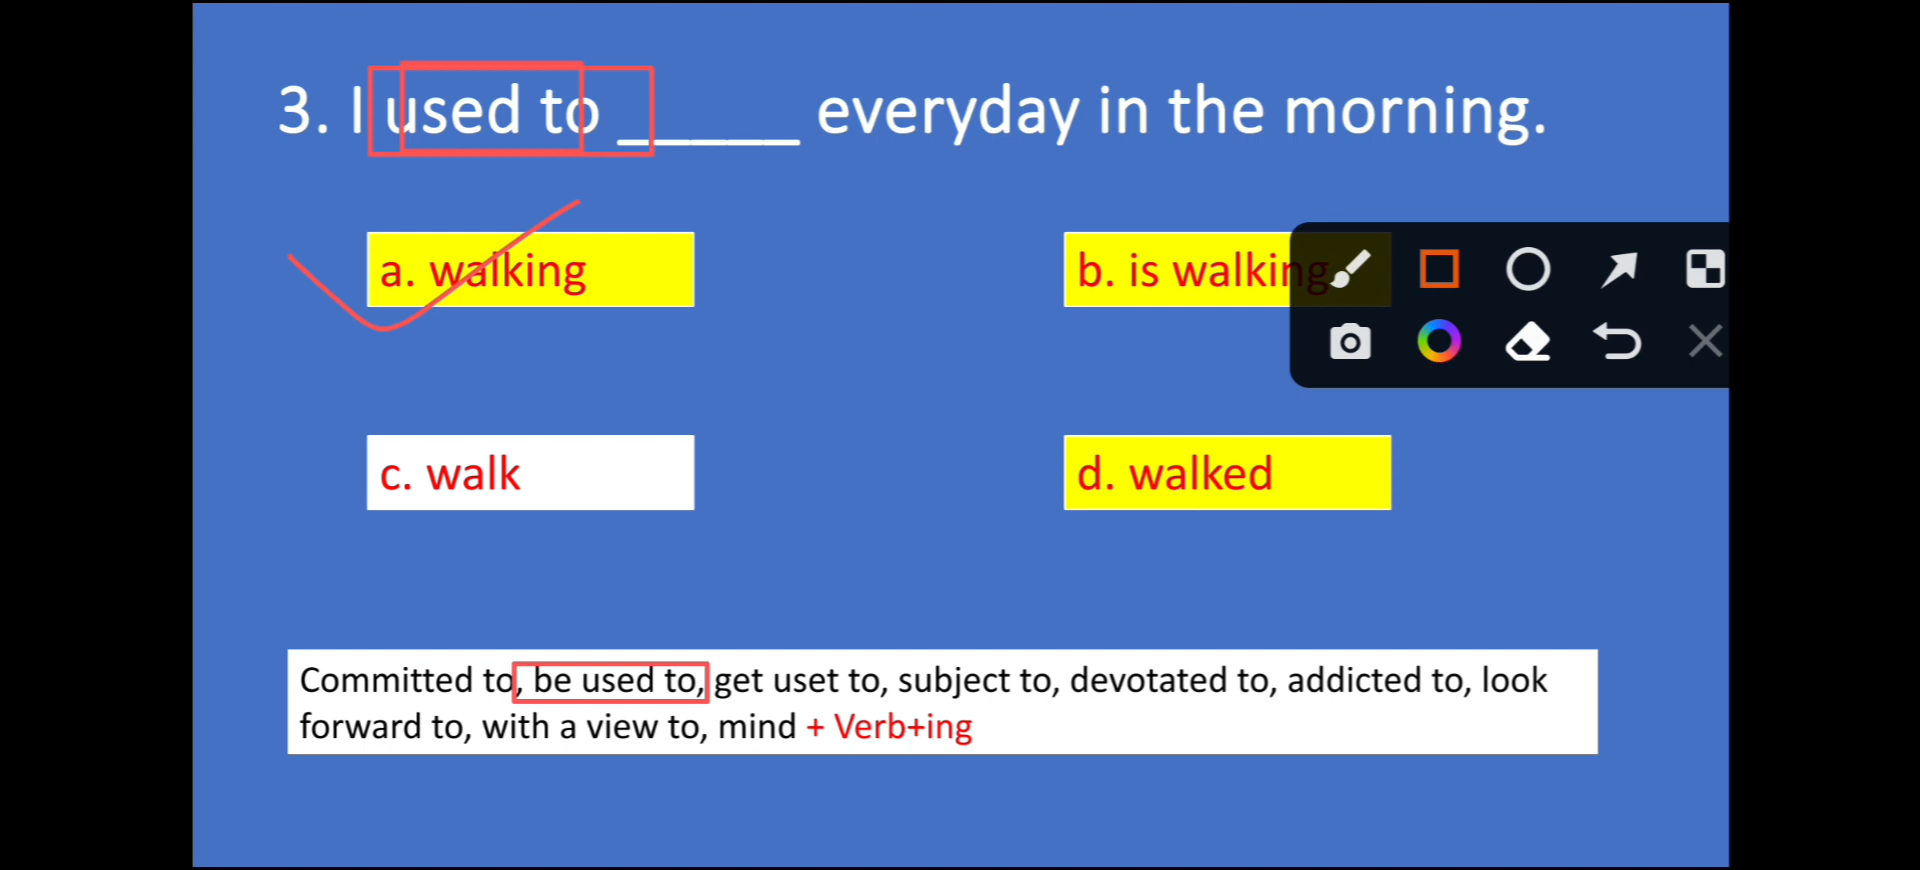 3. I used to _____ everyday in the morning.
a. walking
b. is walking
c. walk
d. walked
Committed to, be used to, get uset to, subject to, devotated to, addicted to, look
forward to, with a view to, mind + Verb+ing